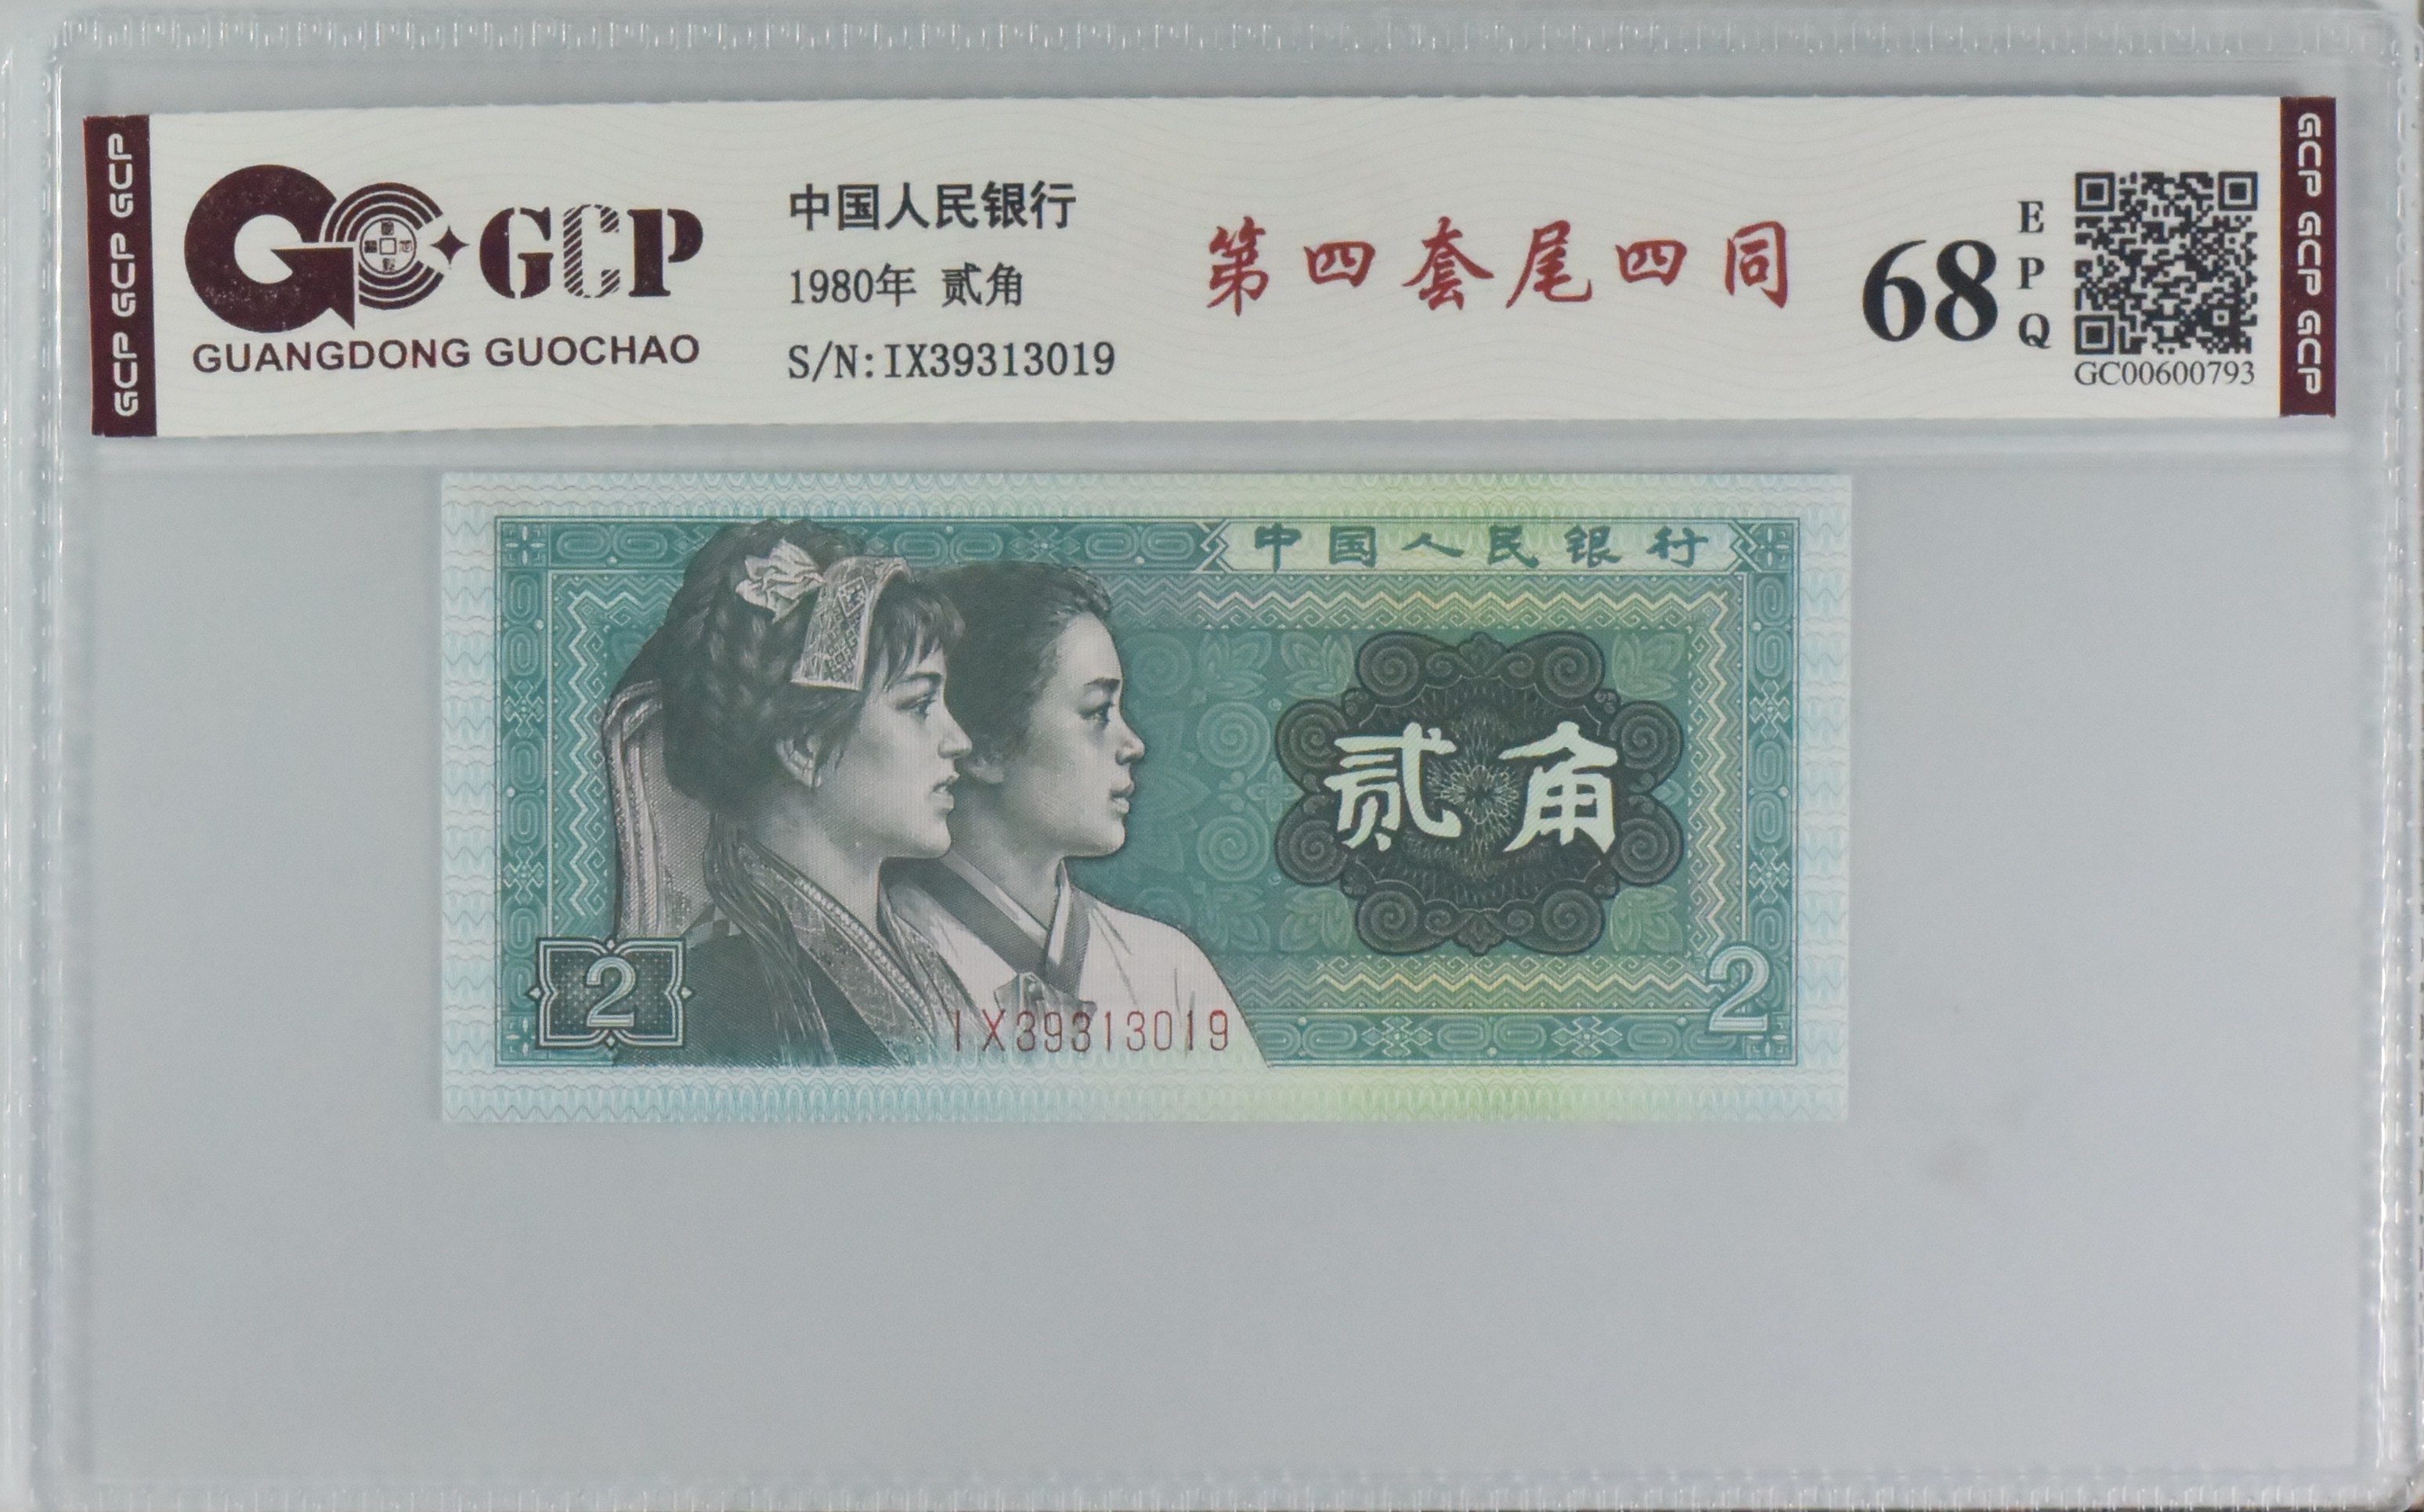 GCP GCP GCP
GCP
GUANGDONG GUOCHAO
中国人民银行
1980年 贰角
S/N:IX39313019
第四套尾四同
68
EPQ
GC00600793
GCP GCP GCP
中国人民银行
贰角
2
2
IX39313019